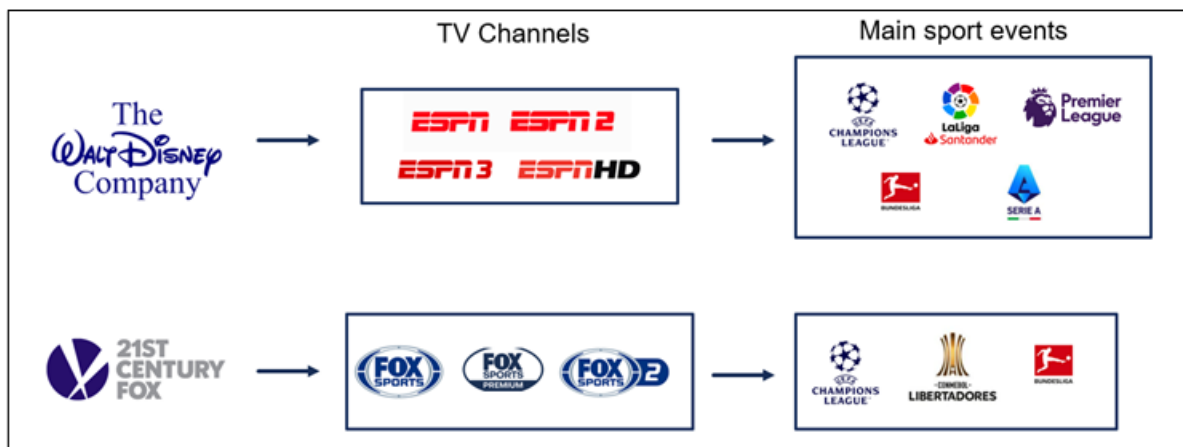 TV Channels
Main sport events
The
WALT DISNEY
Company
ESPN ESPN 2
ESPN 3 ESPN HD
UEFA
CHAMPIONS
LEAGUE
LaLiga
Santander
Premier
League
BUNDESLIGA
SERIE A
21ST
CENTURY
FOX
FOX
SPORTS
FOX
SPORTS
PREMIUM
FOX
SPORTS
2
UEFA
CHAMPIONS
LEAGUE
CONMEBOL
LIBERTADORES
BUNDESLIGA